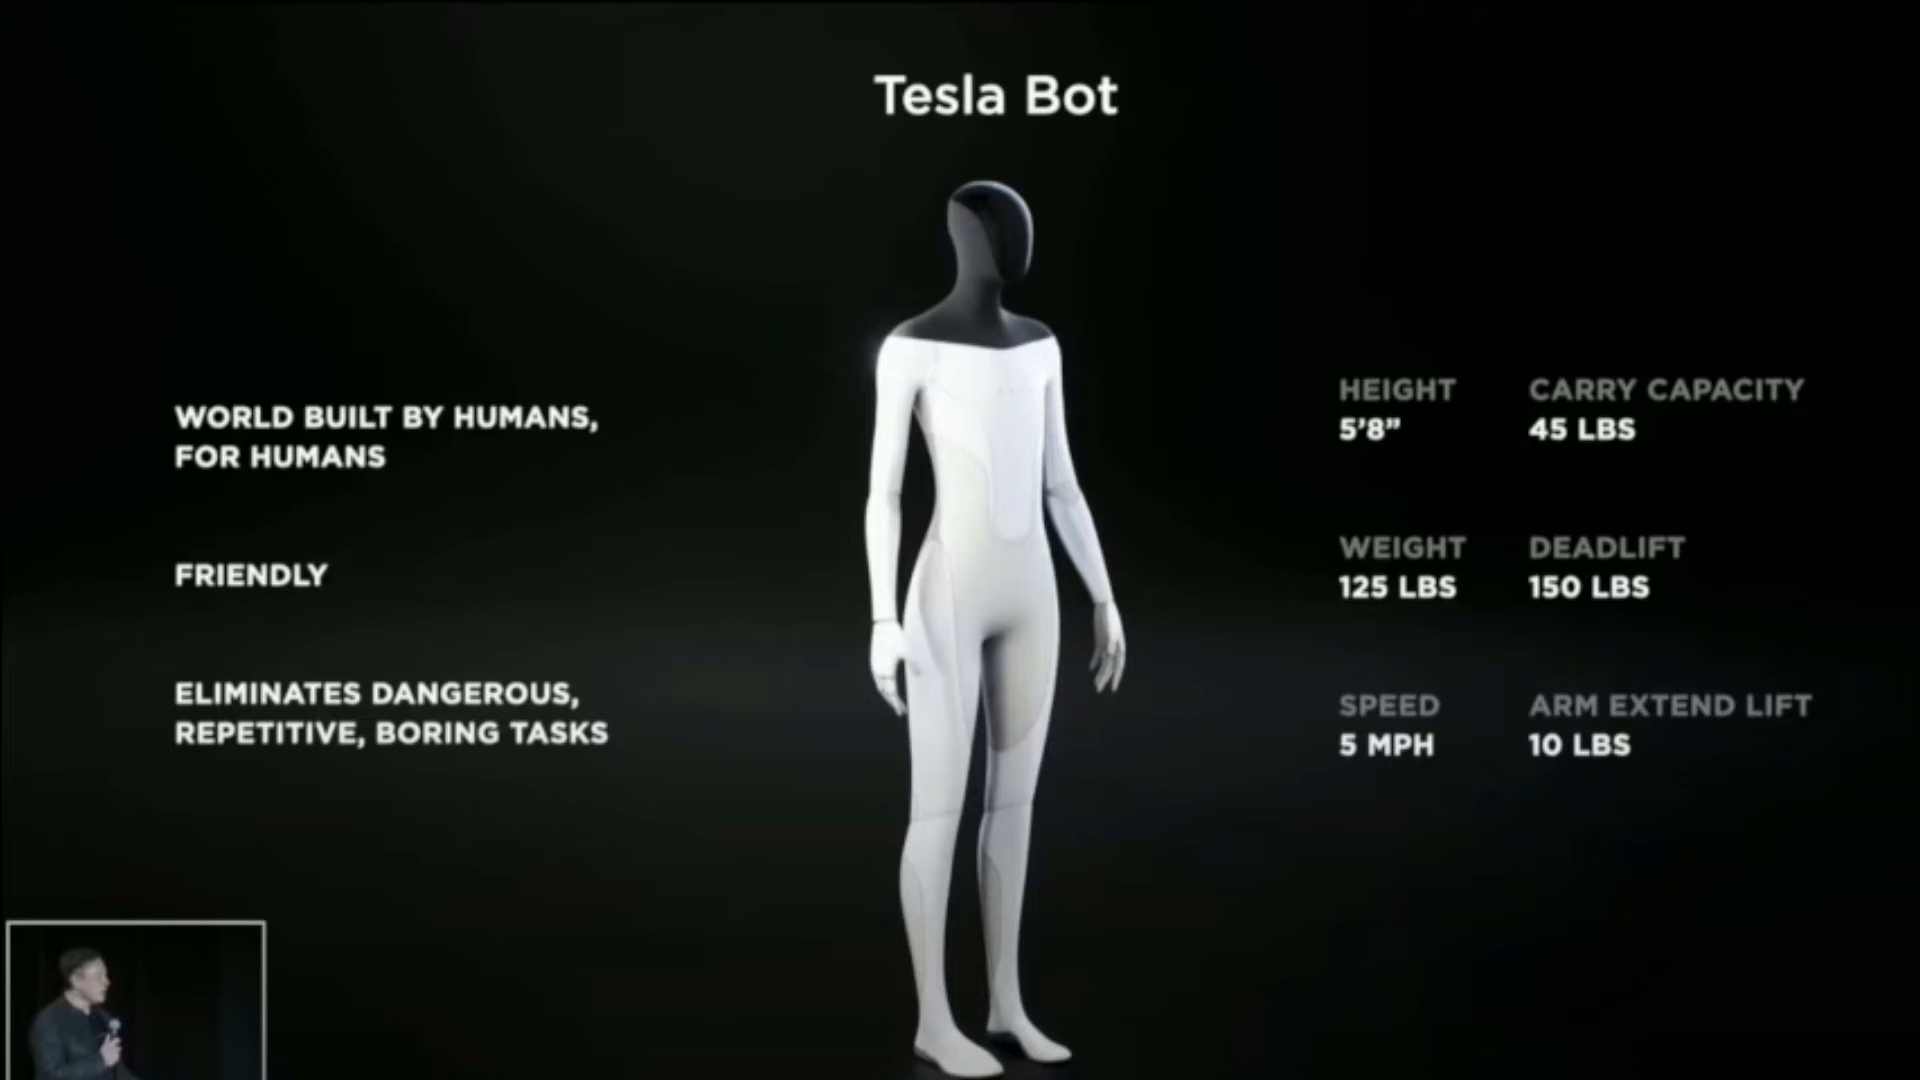 Tesla Bot
WORLD BUILT BY HUMANS,
FOR HUMANS
FRIENDLY
ELIMINATES DANGEROUS,
REPETITIVE, BORING TASKS
HEIGHT
5’8”
CARRY CAPACITY
45 LBS
WEIGHT
125 LBS
DEADLIFT
150 LBS
SPEED
5 MPH
ARM EXTEND LIFT
10 LBS